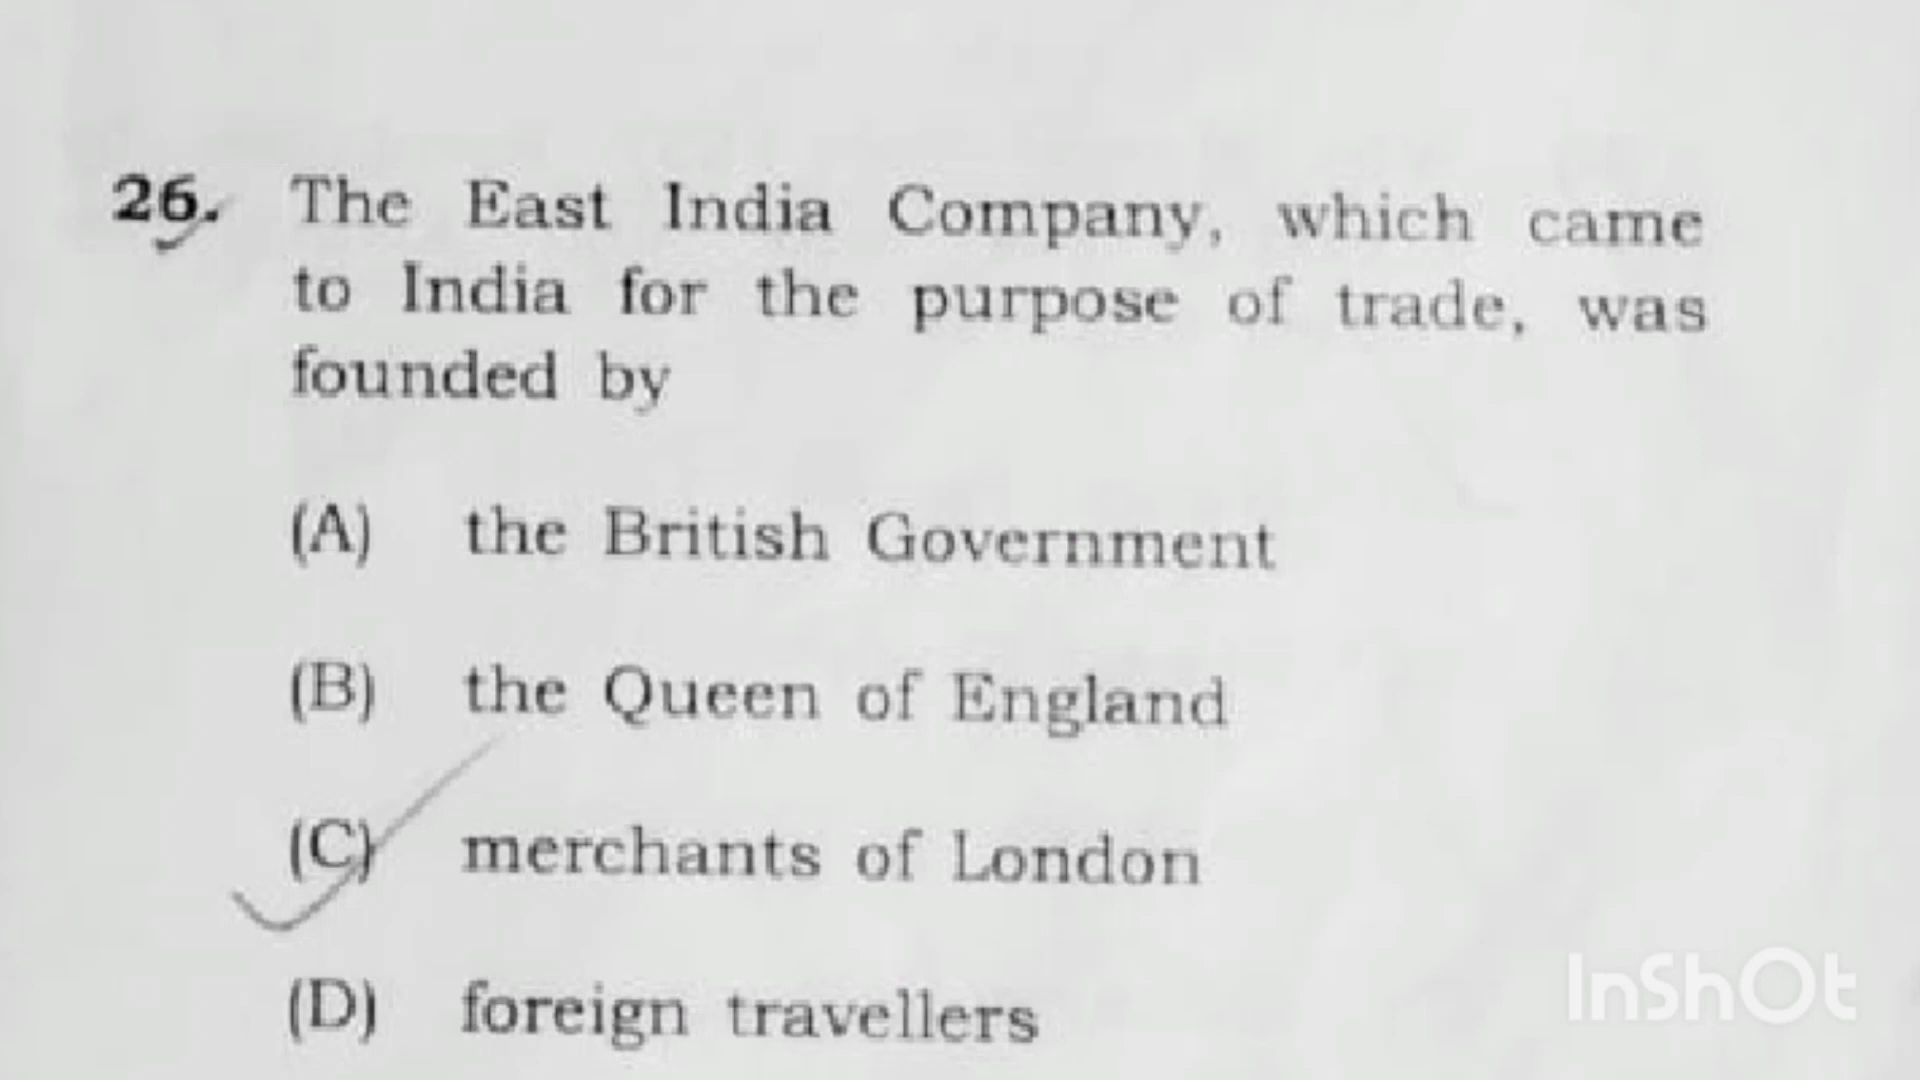 26. The East India Company, which came
to India for the purpose of trade, was
founded by
(A) the British Government
(B) the Queen of England
(C) merchants of London
(D) foreign travellers
InShOt